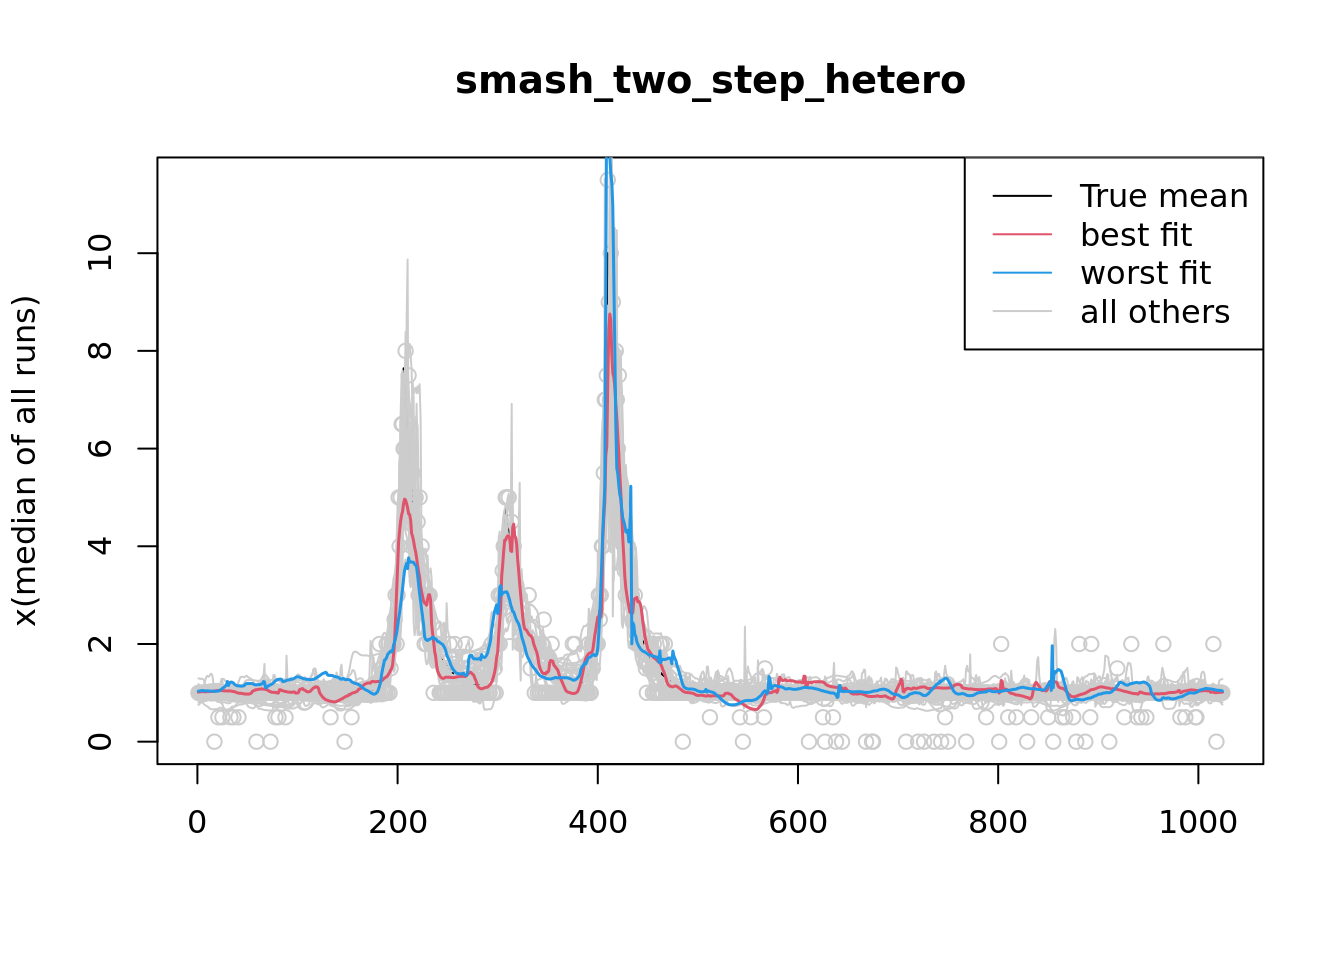 smash_two_step_hetero
True mean
best fit
worst fit
all others
x(median of all runs)
10
8
6
4
2
0
0 200 400 600 800 1000